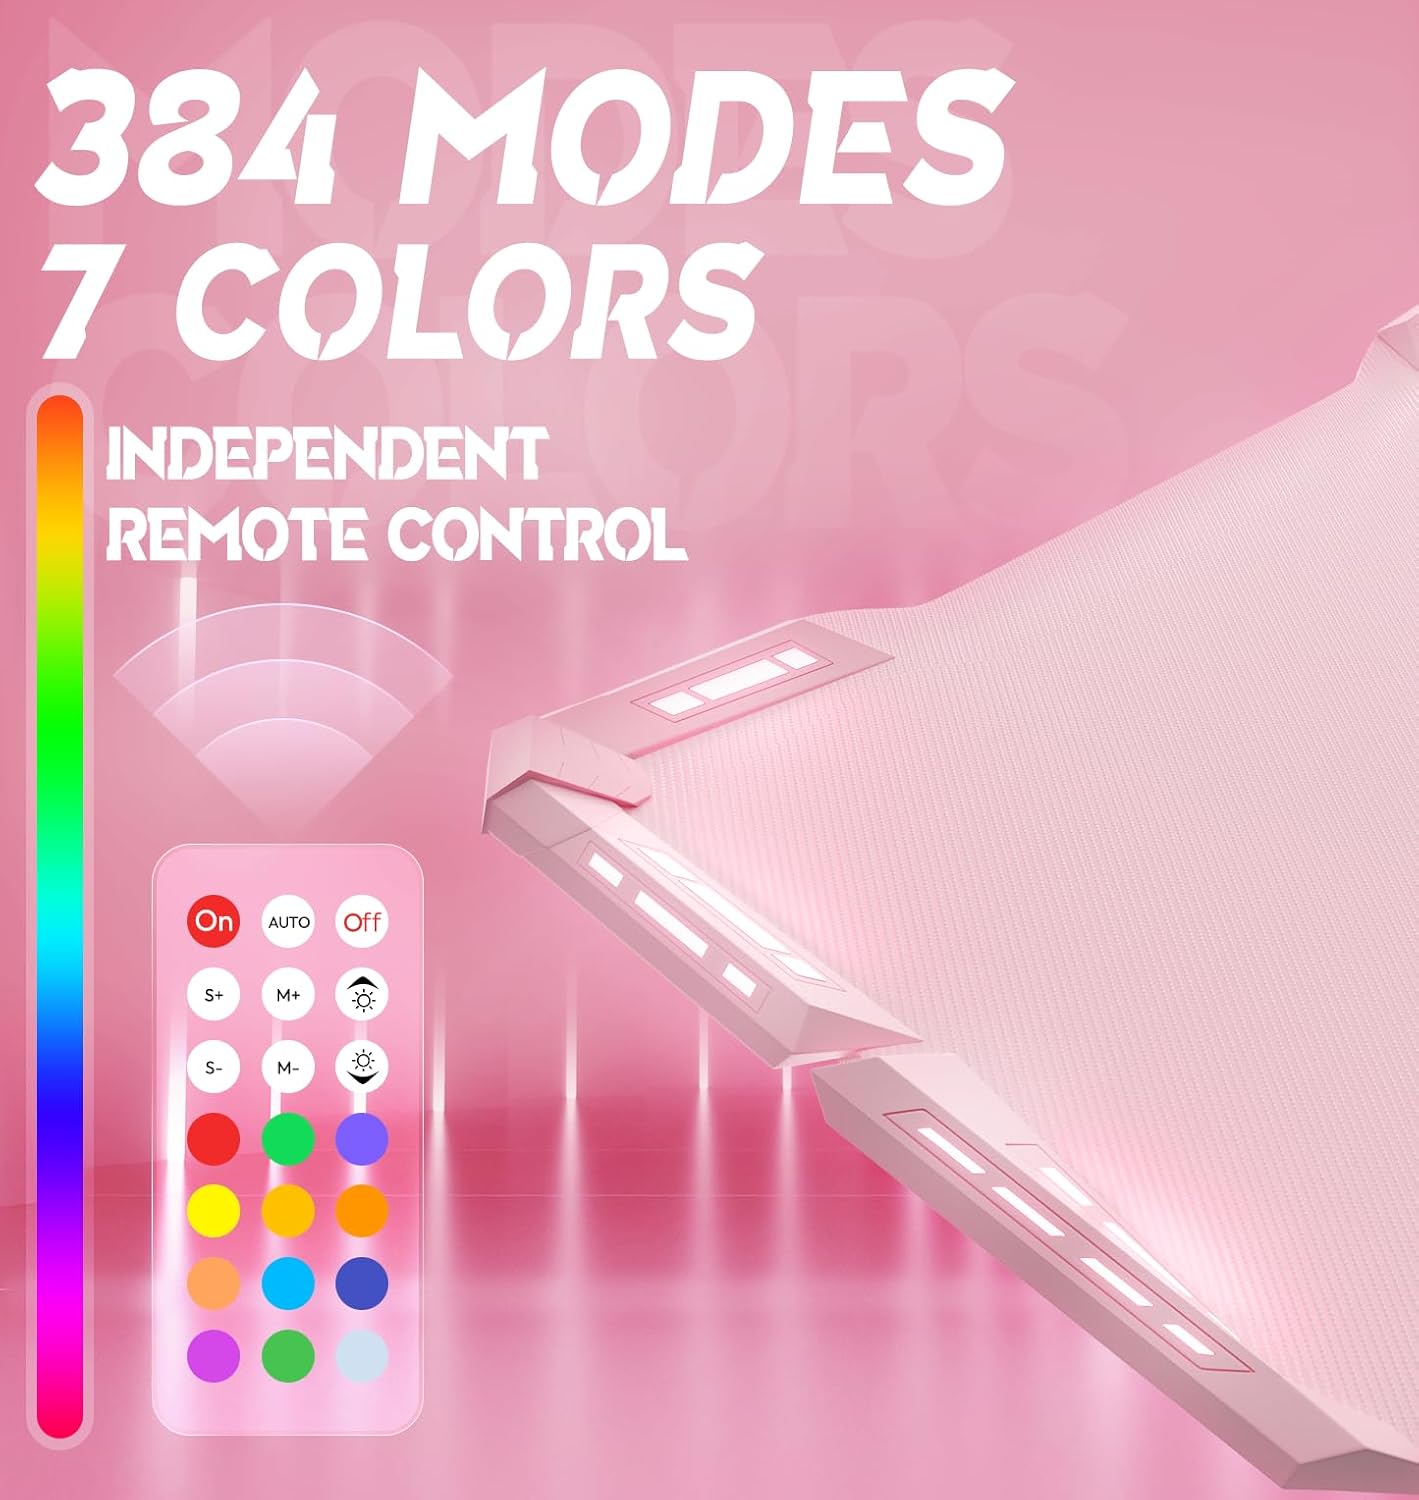 384 MODES
7 COLORS
INDEPENDENT
REMOTE CONTROL
On AUTO Off
S+ M+
S- M-